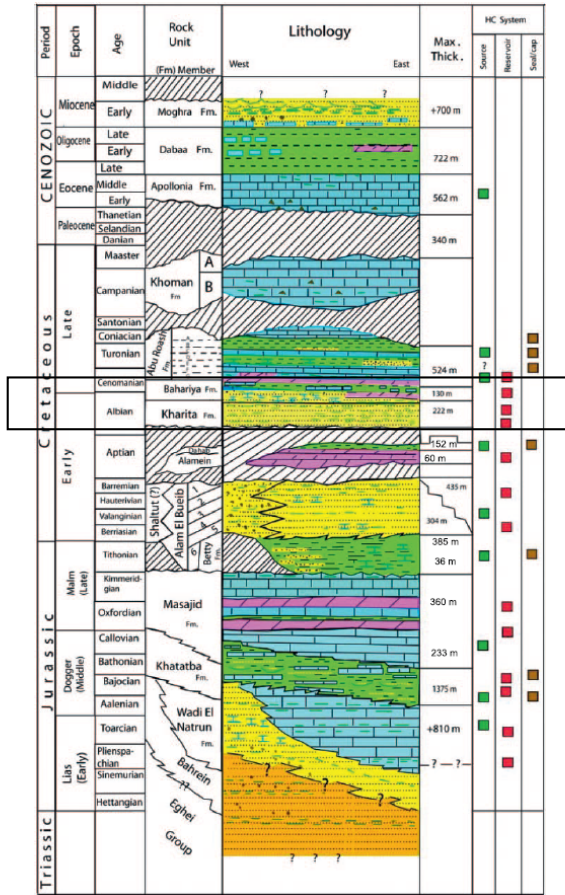 Period Epoch Age Rock Unit (Fm) Member Lithology Max. Thick. HC System
West East Source Reservoir Seal/cap
CENOZOIC
Miocene
Middle
Early
Moghra Fm.
? ? ?
+700 m
Oligocene
Late
Early
Dabaa Fm.
722 m
Eocene
Late
Middle
Early
Apollonia Fm.
562 m
Paleocene
Thanetian
Selandian
Danian
340 m
Cretaceous
Late
Maaster
Campanian
Khoman Fm
A
B
Santonian
Coniacian
Turonian
Abu Roash Fm.
524 m
?
Cenomanian
Bahariya Fm.
130 m
Early
Albian
Kharita Fm.
222 m
Aptian
Dahab
Alamein
152 m
60 m
Barremian
Hauterivian
Valanginian
Berriasian
Shaltut (?)
Alam El Bueib
435 m
304 m
385 m
Jurassic
Malm (Late)
Tithonian
6
Betty Fm.
36 m
Kimmerid-
gian
Oxfordian
Masajid Fm.
360 m
Dogger (Middle)
Callovian
Bathonian
Bajocian
Aalenian
Khatatba Fm.
233 m
1375 m
Lias (Early)
Toarcian
Plienspa-
chian
Sinemurian
Hettangian
Wadi El
Natrun
Fm.
+810 m
? — ?
Bahrein
??
? ? ? ?
Triassic
Eghei
Group
? ? ?